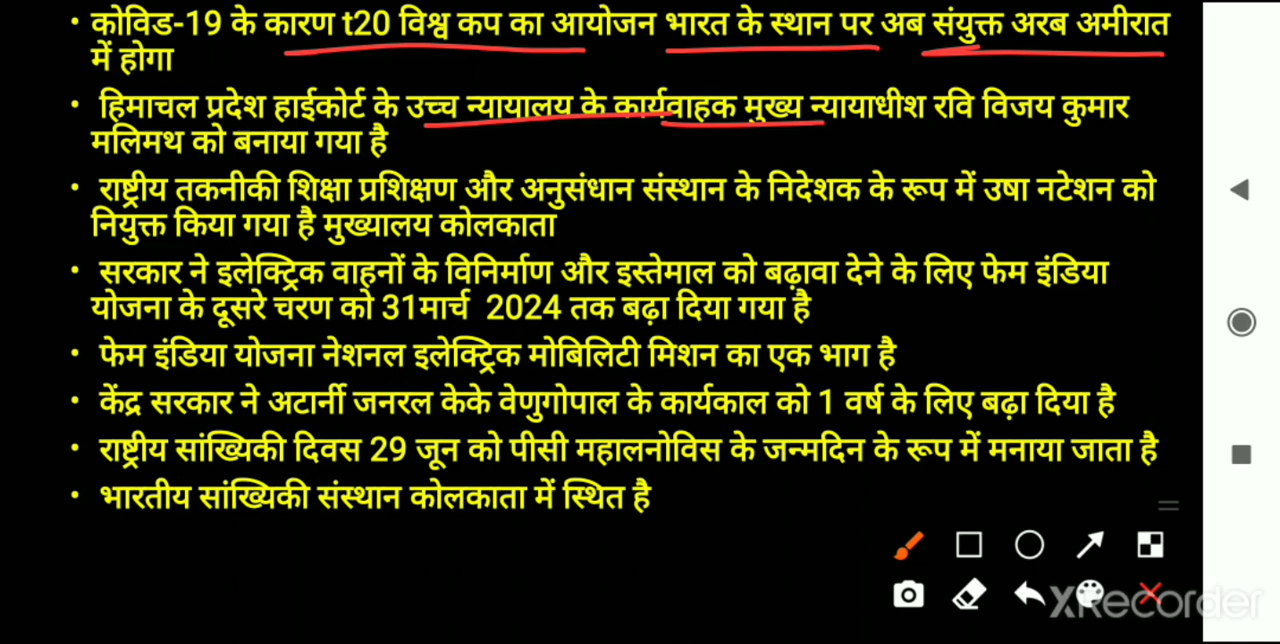 • कोविड-19 के कारण t20 विश्व कप का आयोजन भारत के स्थान पर अब संयुक्त अरब अमीरात
में होगा
• हिमाचल प्रदेश हाईकोर्ट के उच्च न्यायालय के कार्यवाहक मुख्य न्यायाधीश रवि विजय कुमार
मलिमथ को बनाया गया है
• राष्ट्रीय तकनीकी शिक्षा प्रशिक्षण और अनुसंधान संस्थान के निदेशक के रूप में उषा नटेशन को
नियुक्त किया गया है मुख्यालय कोलकाता
• सरकार ने इलेक्ट्रिक वाहनों के विनिर्माण और इस्तेमाल को बढ़ावा देने के लिए फेम इंडिया
योजना के दूसरे चरण को 31मार्च 2024 तक बढ़ा दिया गया है
• फेम इंडिया योजना नेशनल इलेक्ट्रिक मोबिलिटी मिशन का एक भाग है
• केंद्र सरकार ने अटार्नी जनरल केके वेणुगोपाल के कार्यकाल को 1 वर्ष के लिए बढ़ा दिया है
• राष्ट्रीय सांख्यिकी दिवस 29 जून को पीसी महालनोविस के जन्मदिन के रूप में मनाया जाता है
• भारतीय सांख्यिकी संस्थान कोलकाता में स्थित है
XRecorder